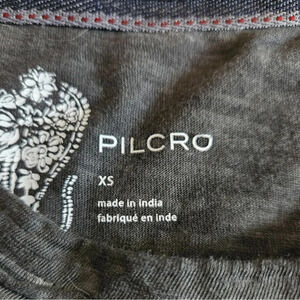 PILCRO
XS
made in india
fabriqué en inde